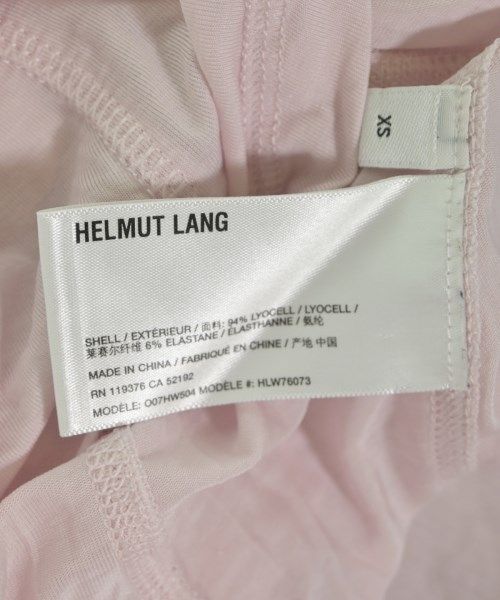 XS
HELMUT LANG
SHELL / EXTÉRIEUR / 面料: 94% LYOCELL / LYOCELL /
莱赛尔纤维 6% ELASTANE / ÉLASTHANNE / 氨纶
MADE IN CHINA / FABRIQUÉ EN CHINE / 产地 中国
RN 119376 CA 52192
MODÈLE: O07HW504 MODÈLE #: HLW76073